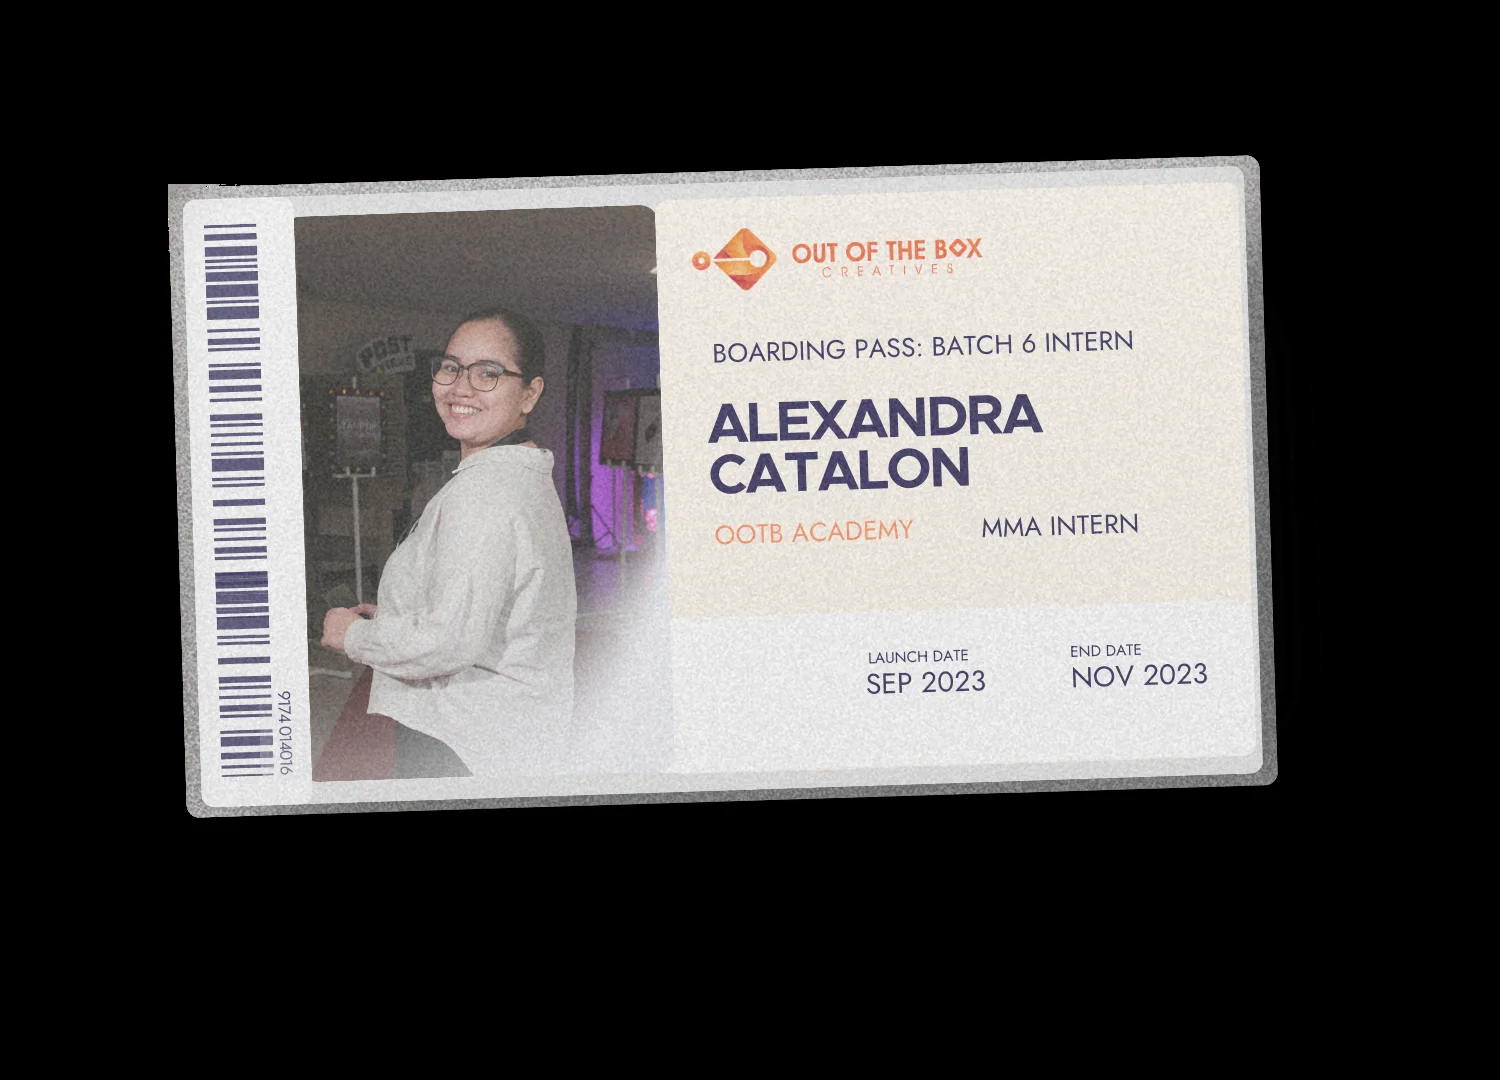 OUT OF THE BOX
CREATIVES
BOARDING PASS: BATCH 6 INTERN
ALEXANDRA
CATALON
OOTB ACADEMY MMA INTERN
LAUNCH DATE END DATE
SEP 2023 NOV 2023
9174 014016
POST